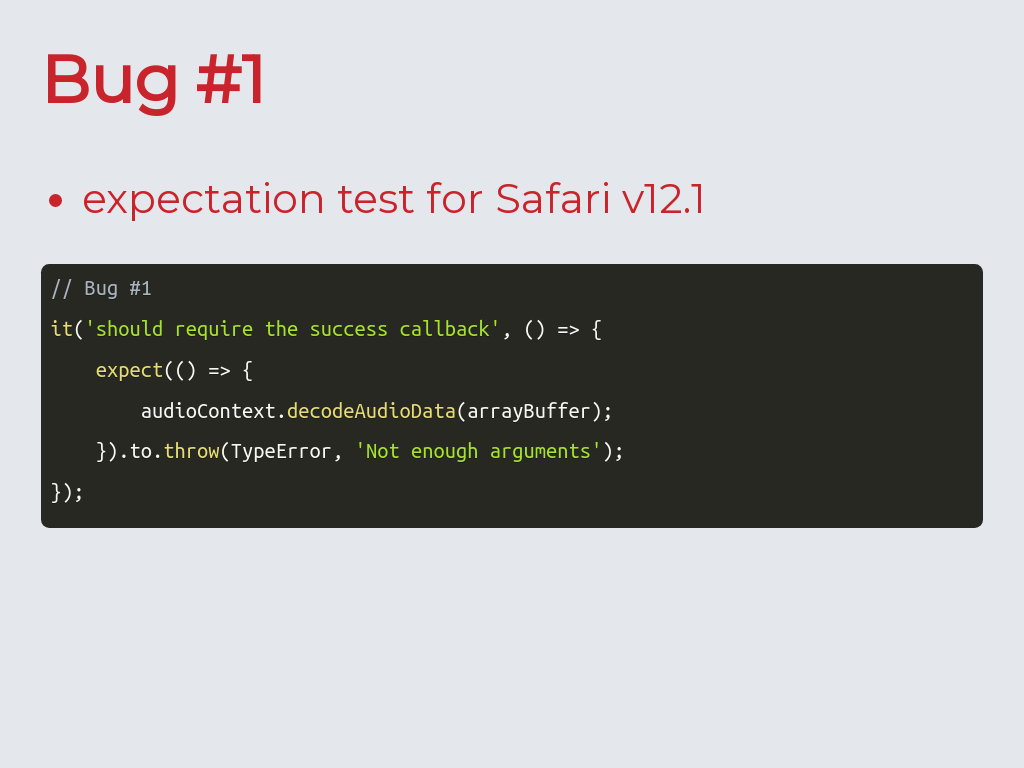 Bug #1
• expectation test for Safari v12.1
// Bug #1
it('should require the success callback', () => {
    expect(() => {
        audioContext.decodeAudioData(arrayBuffer);
    }).to.throw(TypeError, 'Not enough arguments');
});